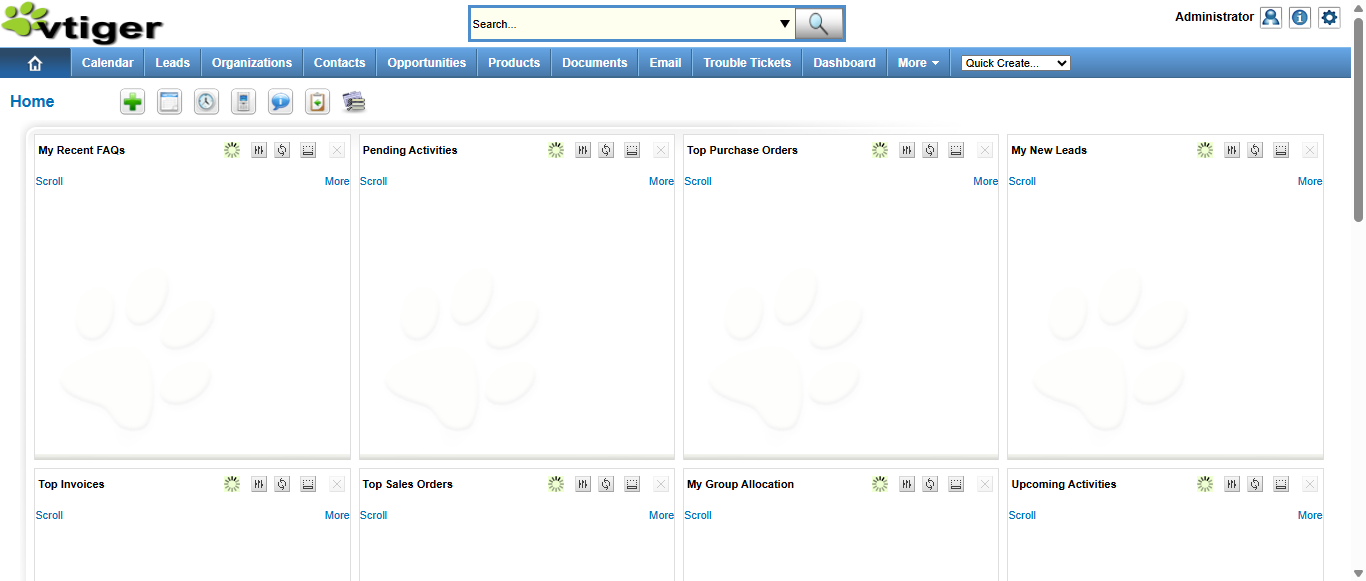 vtiger
Search...
Administrator
Calendar Leads Organizations Contacts Opportunities Products Documents Email Trouble Tickets Dashboard More Quick Create...
Home
My Recent FAQs Pending Activities Top Purchase Orders My New Leads
Scroll More Scroll More Scroll More Scroll More
Top Invoices Top Sales Orders My Group Allocation Upcoming Activities
Scroll More Scroll More Scroll More Scroll More